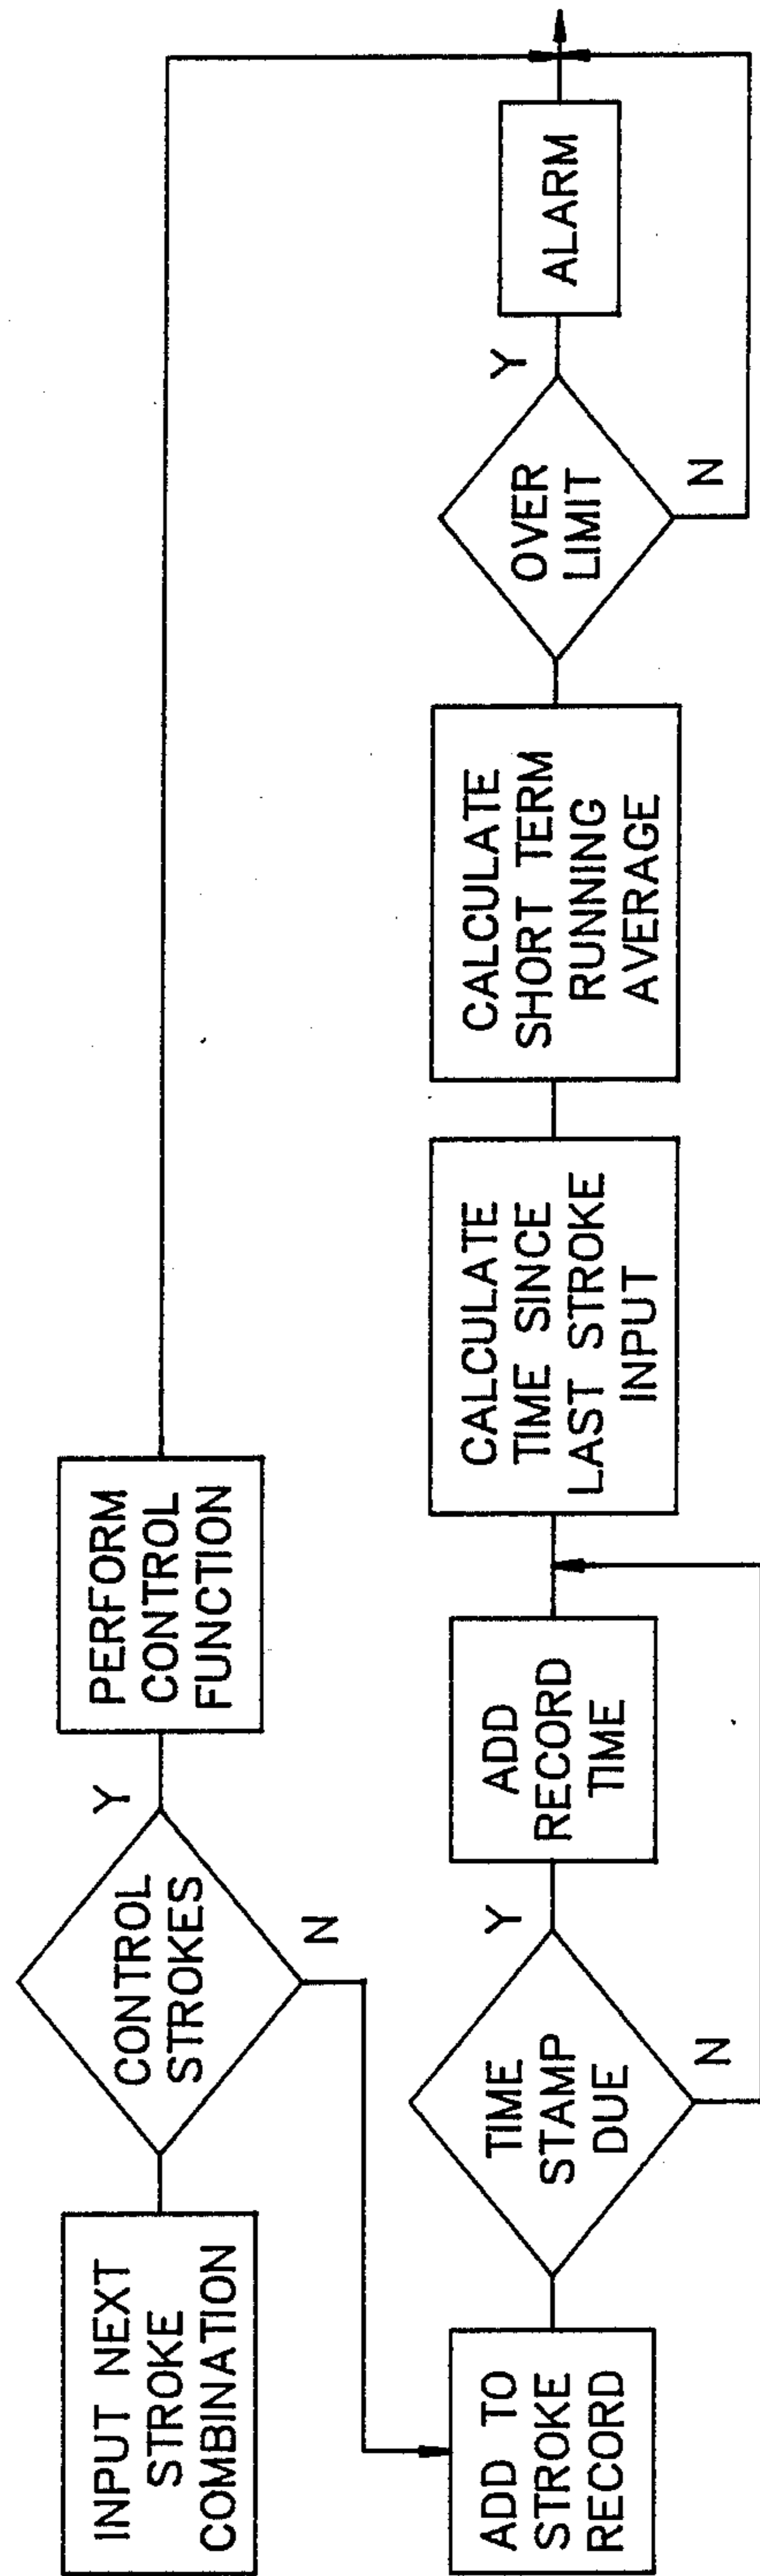 INPUT NEXT
STROKE
COMBINATION
CONTROL
STROKES
Y
N
PERFORM
CONTROL
FUNCTION
ADD TO
STROKE
RECORD
TIME
STAMP
DUE
Y
N
ADD
RECORD
TIME
CALCULATE
TIME SINCE
LAST STROKE
INPUT
CALCULATE
SHORT TERM
RUNNING
AVERAGE
OVER
LIMIT
Y
N
ALARM